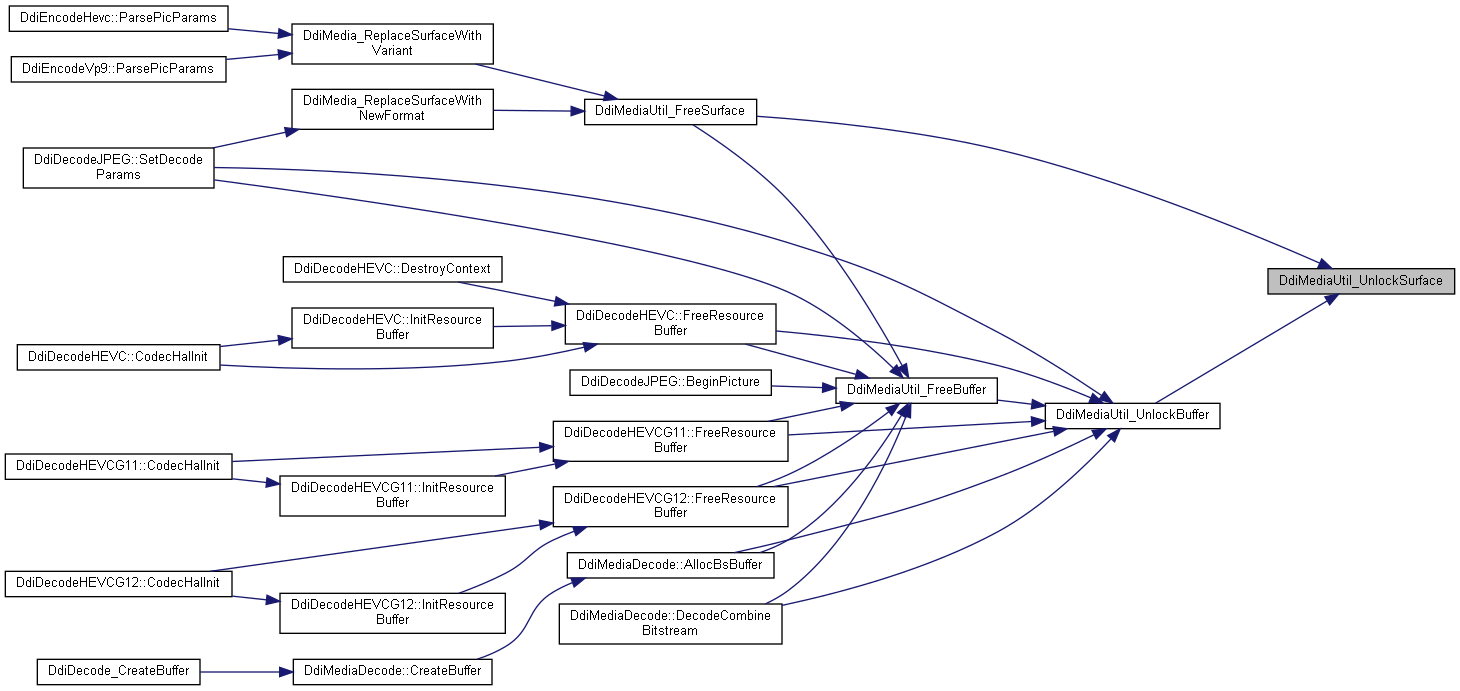 DdiEncodeHevc::ParsePicParams
DdiEncodeVp9::ParsePicParams
DdiMedia_ReplaceSurfaceWith
Variant
DdiMedia_ReplaceSurfaceWith
NewFormat
DdiMediaUtil_FreeSurface
DdiDecodeJPEG::SetDecode
Params
DdiDecodeHEVC::DestroyContext
DdiMediaUtil_UnlockSurface
DdiDecodeHEVC::InitResource
Buffer
DdiDecodeHEVC::FreeResource
Buffer
DdiDecodeHEVC::CodecHalInit
DdiDecodeJPEG::BeginPicture
DdiMediaUtil_FreeBuffer
DdiMediaUtil_UnlockBuffer
DdiDecodeHEVCG11::FreeResource
Buffer
DdiDecodeHEVCG11::CodecHalInit
DdiDecodeHEVCG11::InitResource
Buffer
DdiDecodeHEVCG12::FreeResource
Buffer
DdiMediaDecode::AllocBsBuffer
DdiDecodeHEVCG12::CodecHalInit
DdiDecodeHEVCG12::InitResource
Buffer
DdiMediaDecode::DecodeCombine
Bitstream
DdiDecode_CreateBuffer
DdiMediaDecode::CreateBuffer